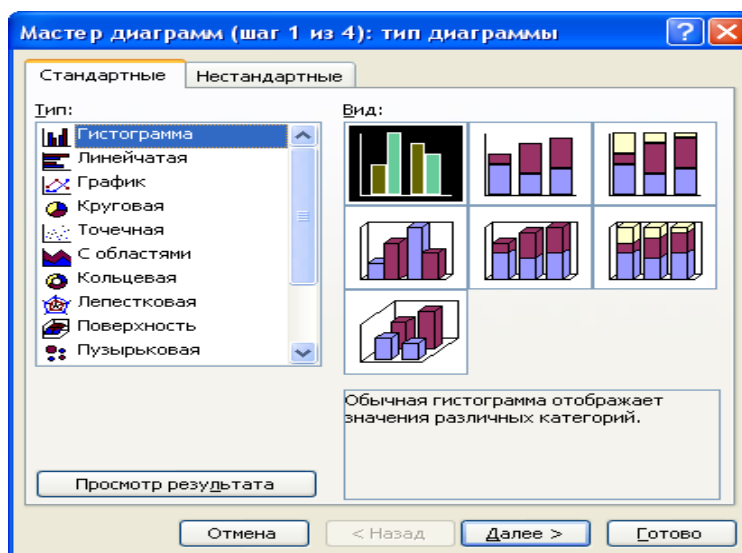 Мастер диаграмм (шаг 1 из 4): тип диаграммы
Стандартные
Нестандартные
Тип:
Гистограмма
Линейчатая
График
Круговая
Точечная
С областями
Кольцевая
Лепестковая
Поверхность
Пузырьковая
Вид:
Обычная гистограмма отображает
значения различных категорий.
Просмотр результата
Отмена
< Назад
Далее >
Готово